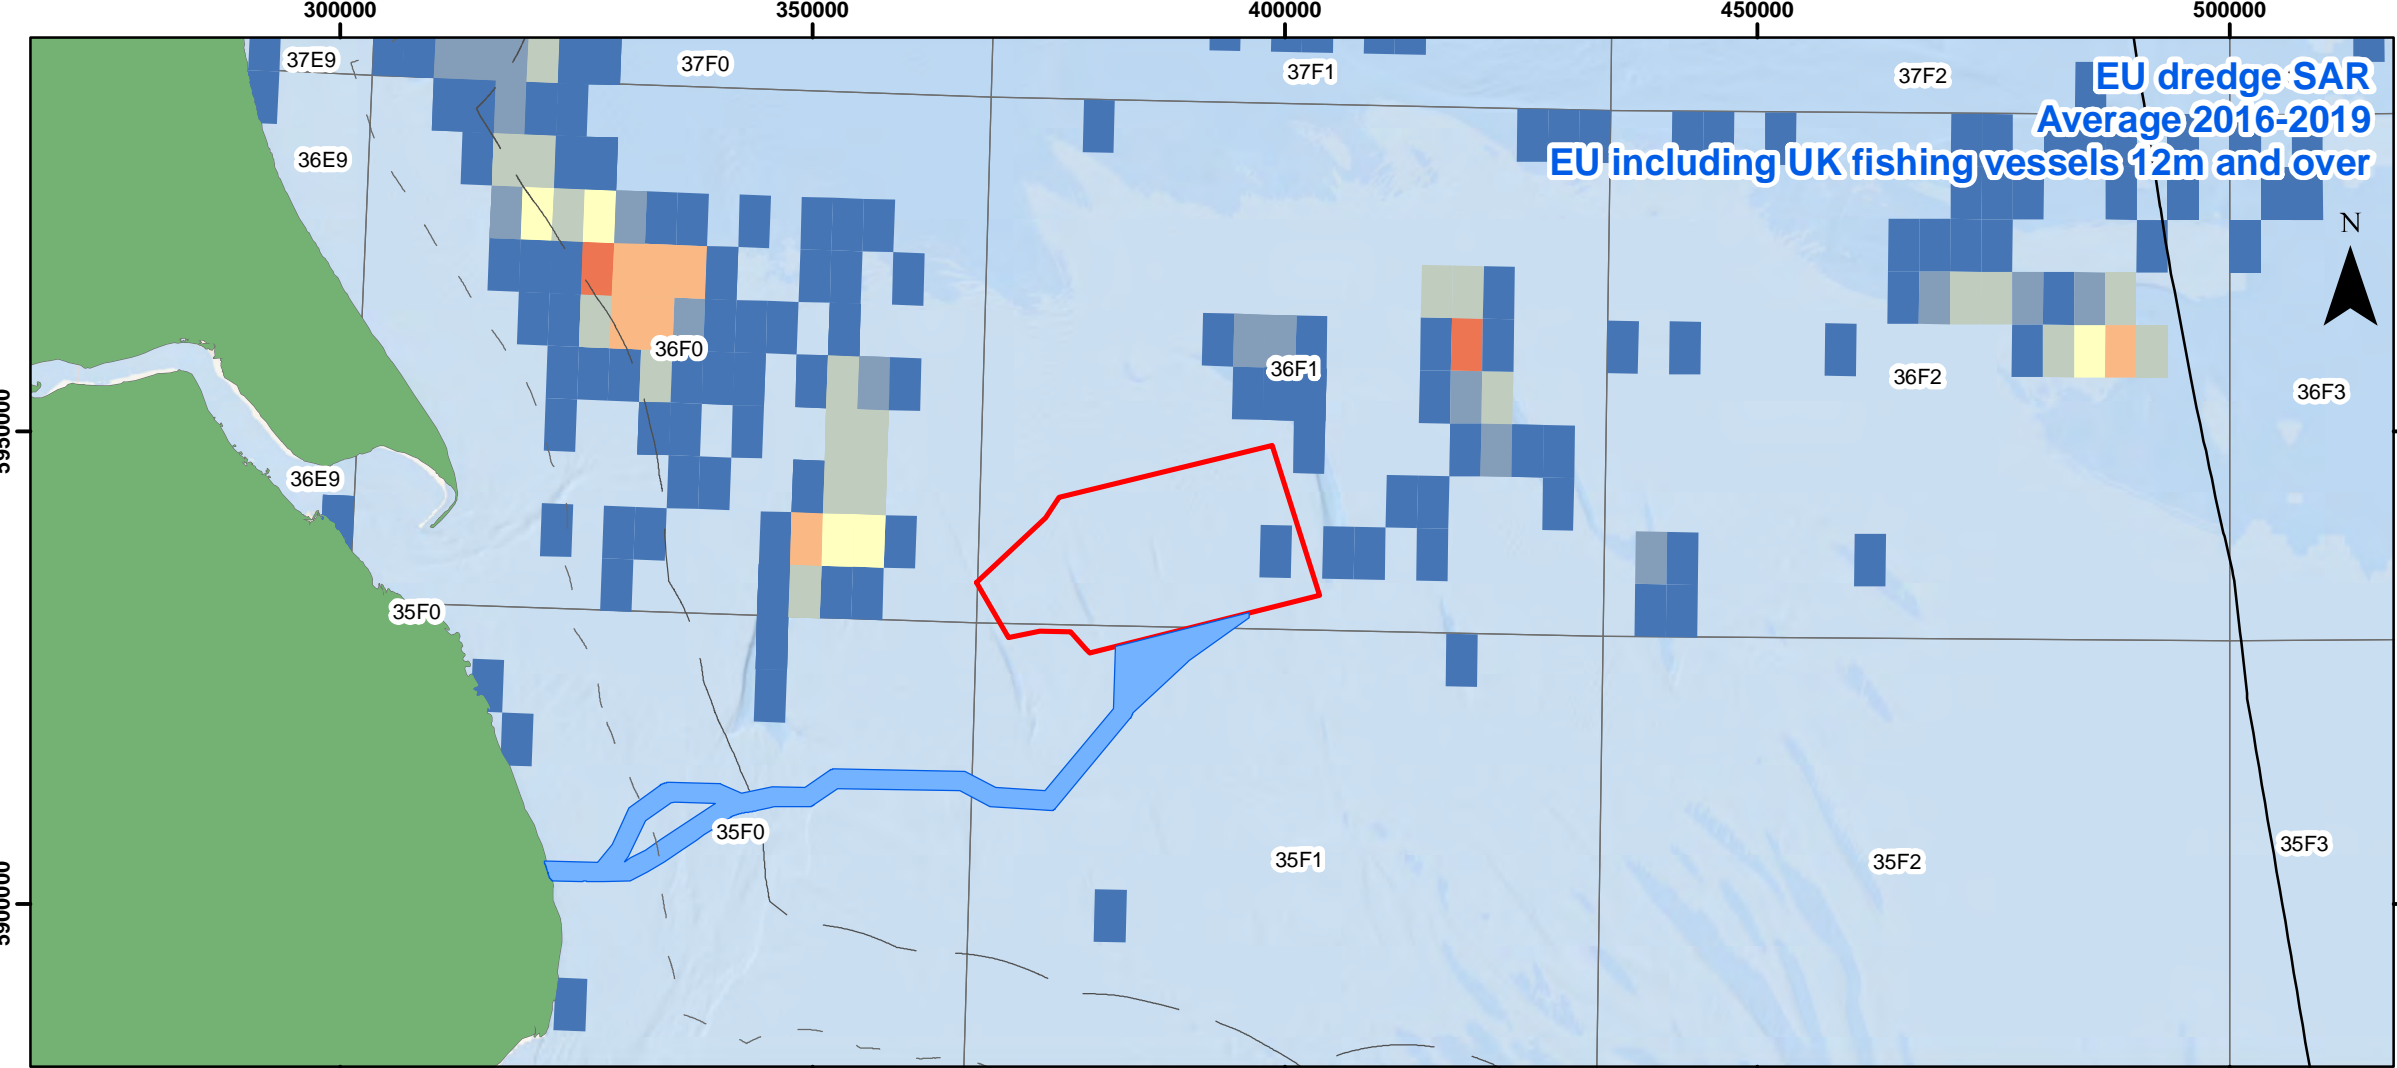 300000 350000 400000 450000 500000
37E9 37F0 37F1 37F2
EU dredge SAR
Average 2016-2019
EU including UK fishing vessels 12m and over
36E9
N
36F0 36F1 36F2 36F3
36E9
35F0
35F0 35F1 35F2 35F3